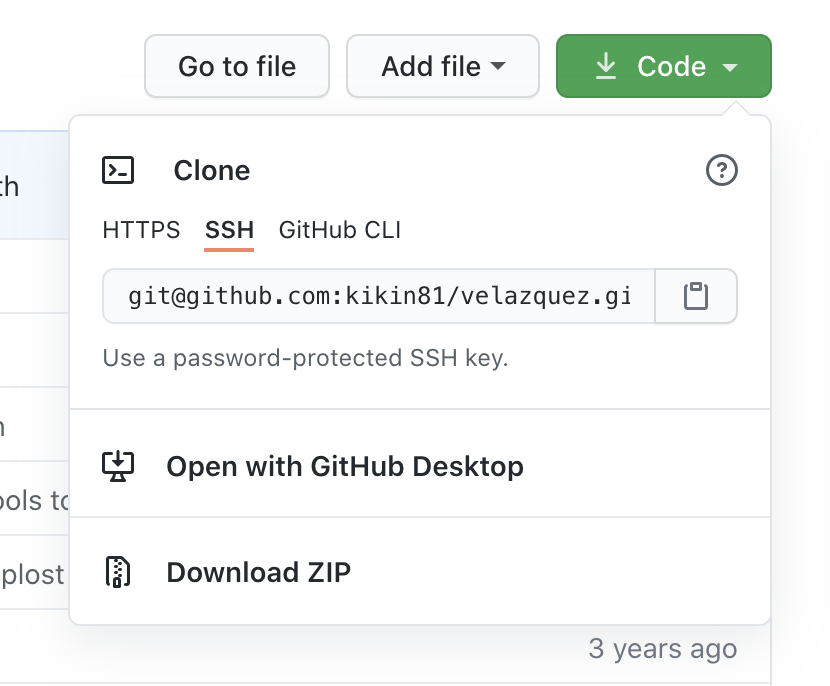 Go to file Add file Code
Clone
th
HTTPS SSH GitHub CLI
git@github.com:kikin81/velazquez.gi
Use a password-protected SSH key.
Open with GitHub Desktop
ools to
plost
Download ZIP
3 years ago